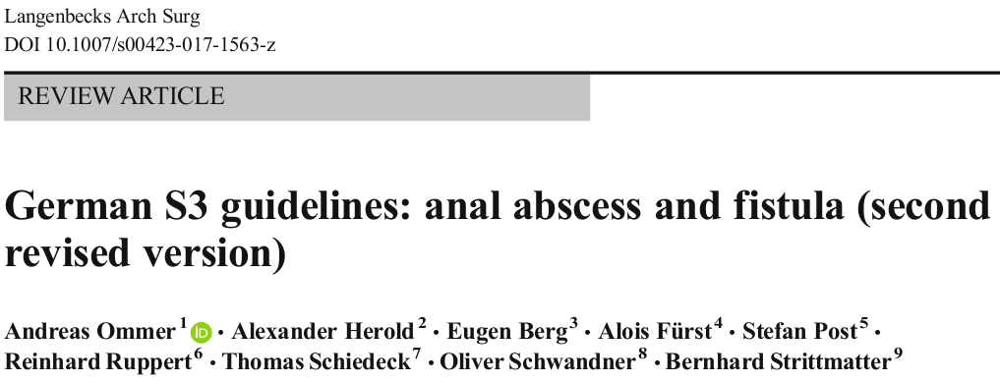 Langenbecks Arch Surg
DOI 10.1007/s00423-017-1563-z
REVIEW ARTICLE
German S3 guidelines: anal abscess and fistula (second
revised version)
Andreas Ommer 1 iD · Alexander Herold 2 · Eugen Berg 3 · Alois Fürst 4 · Stefan Post 5 ·
Reinhard Ruppert 6 · Thomas Schiedeck 7 · Oliver Schwandner 8 · Bernhard Strittmatter 9